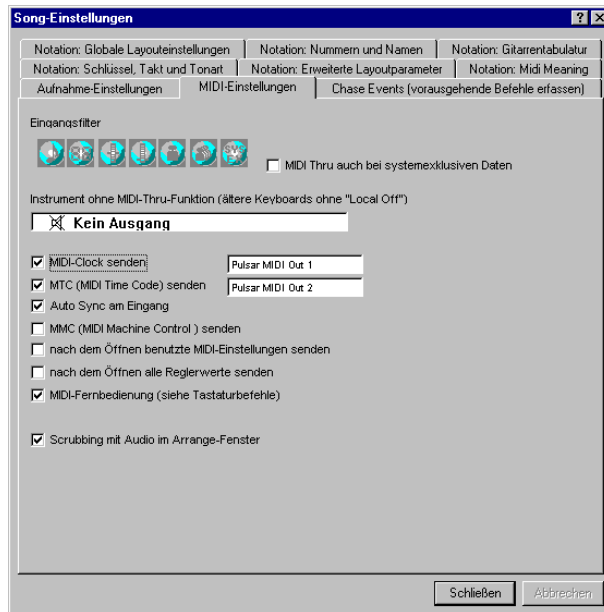 Song-Einstellungen
Notation: Globale Layouteinstellungen
Notation: Nummern und Namen
Notation: Gitarrentabulatur
Notation: Schlüssel, Takt und Tonart
Notation: Erweiterte Layoutparameter
Notation: Midi Meaning
Aufnahme-Einstellungen
MIDI-Einstellungen
Chase Events (vorausgehende Befehle erfassen)
Eingangsfilter
SYS EX
MIDI Thru auch bei systemexklusiven Daten
Instrument ohne MIDI-Thru-Funktion (ältere Keyboards ohne "Local Off")
Kein Ausgang
MIDI-Clock senden
Pulsar MIDI Out 1
MTC (MIDI Time Code) senden
Pulsar MIDI Out 2
Auto Sync am Eingang
MMC (MIDI Machine Control ) senden
nach dem Öffnen benutzte MIDI-Einstellungen senden
nach dem Öffnen alle Reglerwerte senden
MIDI-Fernbedienung (siehe Tastaturbefehle)
Scrubbing mit Audio im Arrange-Fenster
Schließen
Abbrechen